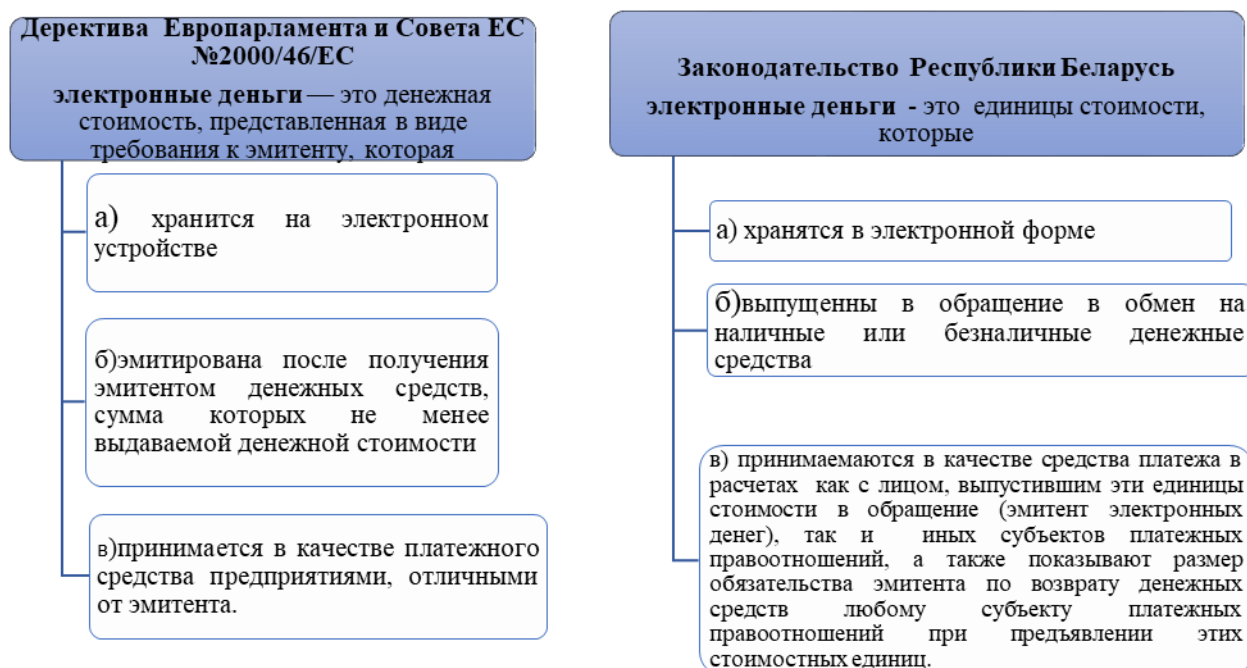 Деректива Европарламента и Совета ЕС
№2000/46/ЕС
электронные деньги — это денежная
стоимость, представленная в виде
требования к эмитенту, которая
а) хранится на электронном
устройстве
б)эмитирована после получения
эмитентом денежных средств,
сумма которых не менее
выдаваемой денежной стоимости
в)принимается в качестве платежного
средства предприятиями, отличными
от эмитента.
Законодательство Республики Беларусь
электронные деньги - это единицы стоимости,
которые
а) хранятся в электронной форме
б)выпущенны в обращение в обмен на
наличные или безналичные денежные
средства
в) принимаемаются в качестве средства платежа в
расчетах как с лицом, выпустившим эти единицы
стоимости в обращение (эмитент электронных
денег), так и иных субъектов платежных
правоотношений, а также показывают размер
обязательства эмитента по возврату денежных
средств любому субъекту платежных
правоотношений при предъявлении этих
стоимостных единиц.